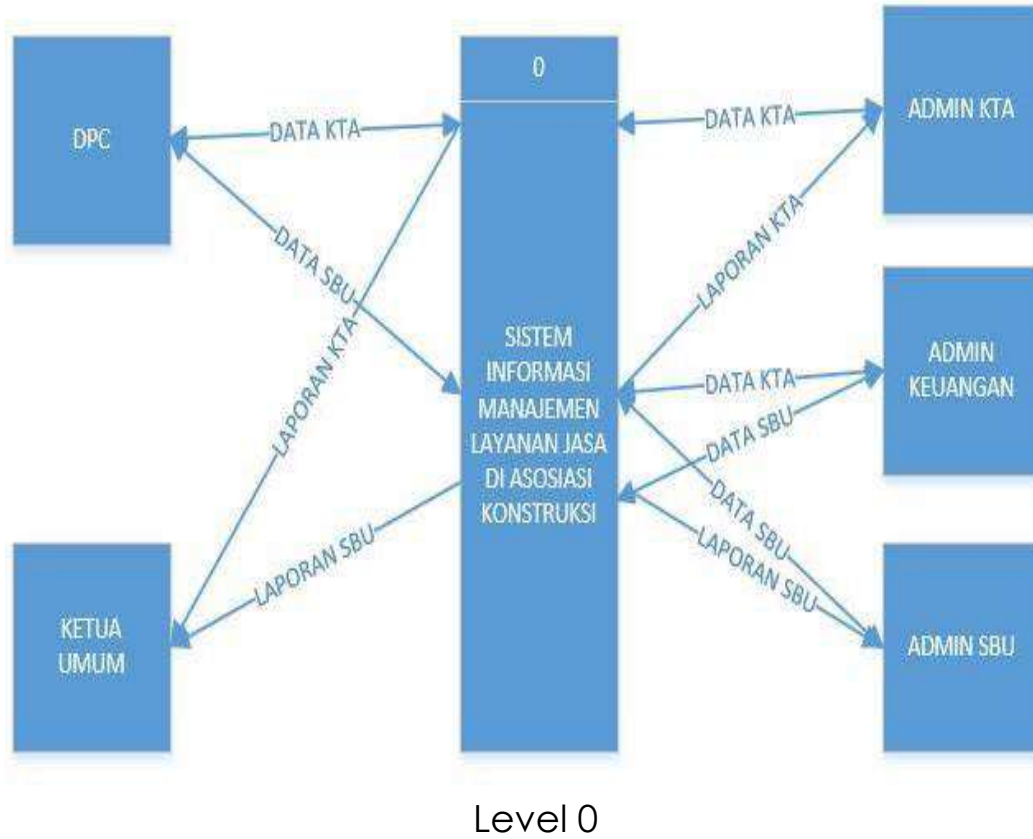 0
DPC
DATA KTA
DATA KTA
ADMIN KTA
DATA SBU
LAPORAN KTA
LAPORAN KTA
SISTEM
INFORMASI
MANAJEMEN
LAYANAN JASA
DI ASOSIASI
KONSTRUKSI
DATA KTA
ADMIN
KEUANGAN
DATA SBU
DATA SBU
LAPORAN SBU
LAPORAN SBU
KETUA
UMUM
ADMIN SBU
Level 0